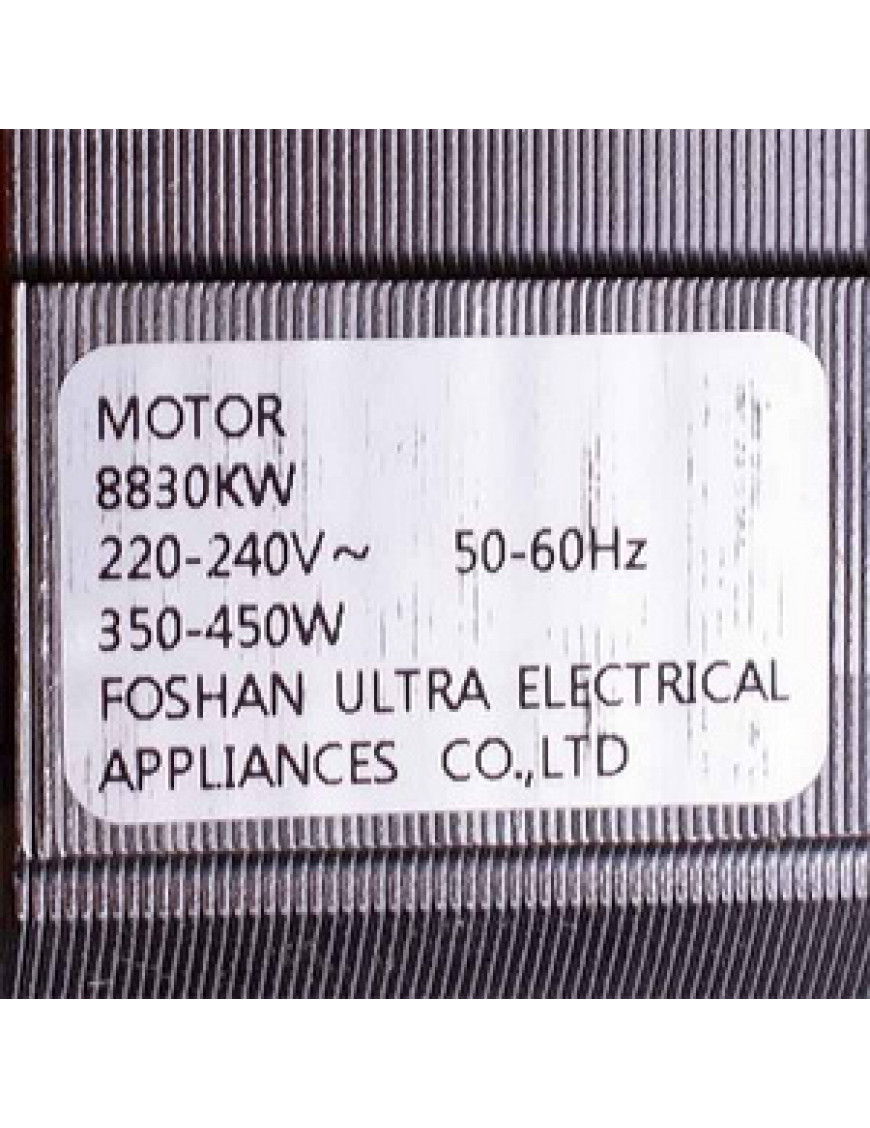 MOTOR
8830KW
220-240V~ 50-60Hz
350-450W
FOSHAN ULTRA ELECTRICAL
APPLIANCES CO.,LTD